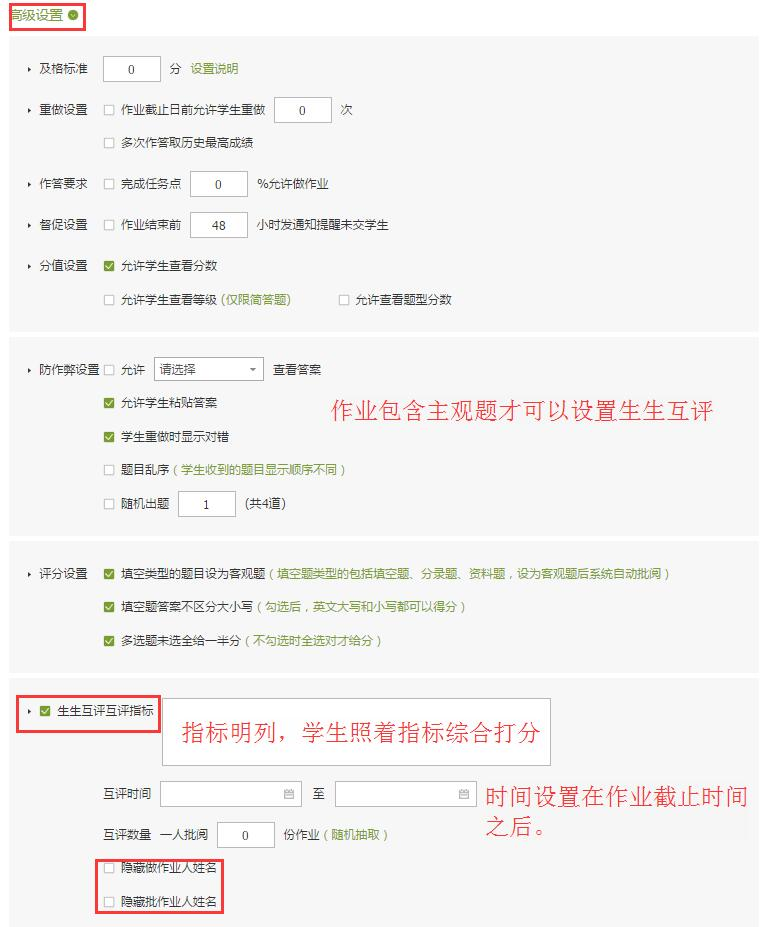 高级设置
及格标准 0 分 设置说明
重做设置 作业截止日前允许学生重做 0 次
多次作答取历史最高成绩
作答要求 完成任务点 0 %允许做作业
督促设置 作业结束前 48 小时发通知提醒未交学生
分值设置 允许学生查看分数
允许学生查看等级(仅限简答题) 允许查看题型分数
防作弊设置 允许 请选择 查看答案
允许学生粘贴答案
作业包含主观题才可以设置生生互评
学生重做时显示对错
题目乱序(学生收到的题目显示顺序不同)
随机出题 1 (共4道)
评分设置 填空类型的题目设为客观题(填空题类型的包括填空题、分录题、资料题，设为客观题后系统自动批阅)
填空题答案不区分大小写(勾选后，英文大写和小写都可以得分)
多选题未选全给一半分(不勾选时全选对才给分)
生生互评互评指标
指标明列，学生照着指标综合打分
互评时间 至
时间设置在作业截止时间
之后。
互评数量 一人批阅 0 份作业(随机抽取)
隐藏做作业人姓名
隐藏批作业人姓名